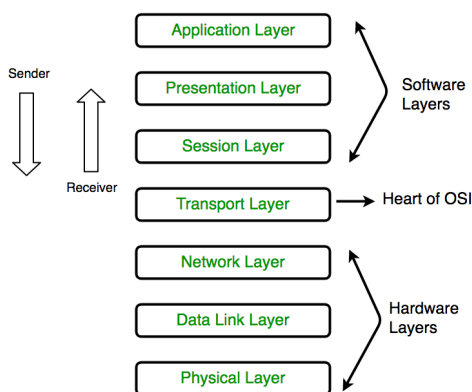 Application Layer
Sender
Presentation Layer
Software
Layers
Session Layer
Receiver
Transport Layer
Heart of OSI
Network Layer
Data Link Layer
Hardware
Layers
Physical Layer